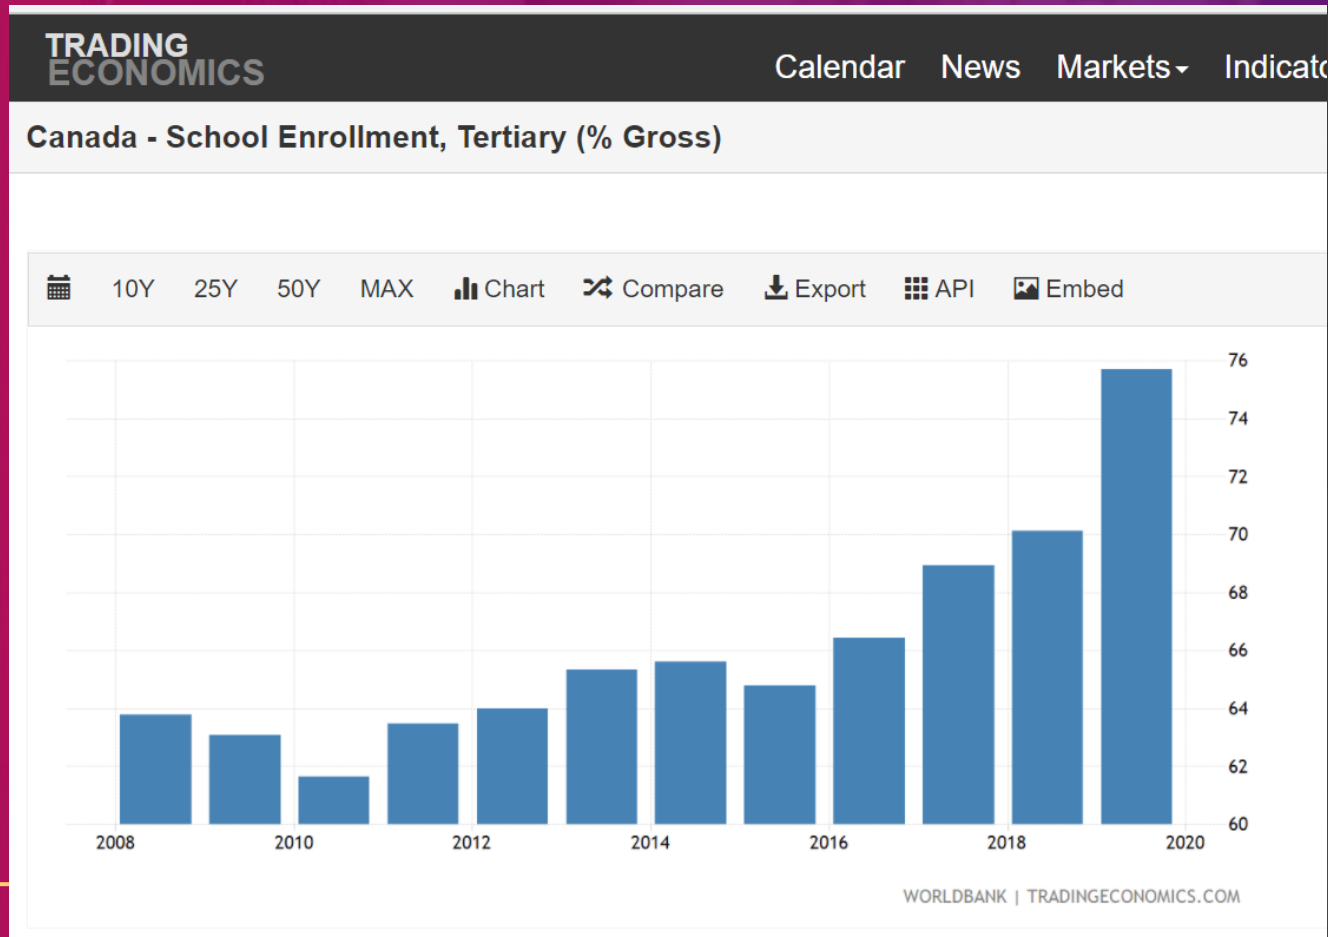 TRADING
ECONOMICS
Calendar News Markets Indicato
Canada - School Enrollment, Tertiary (% Gross)
10Y 25Y 50Y MAX Chart Compare Export API Embed
76
74
72
70
68
66
64
62
60
2008 2010 2012 2014 2016 2018 2020
WORLDBANK | TRADINGECONOMICS.COM